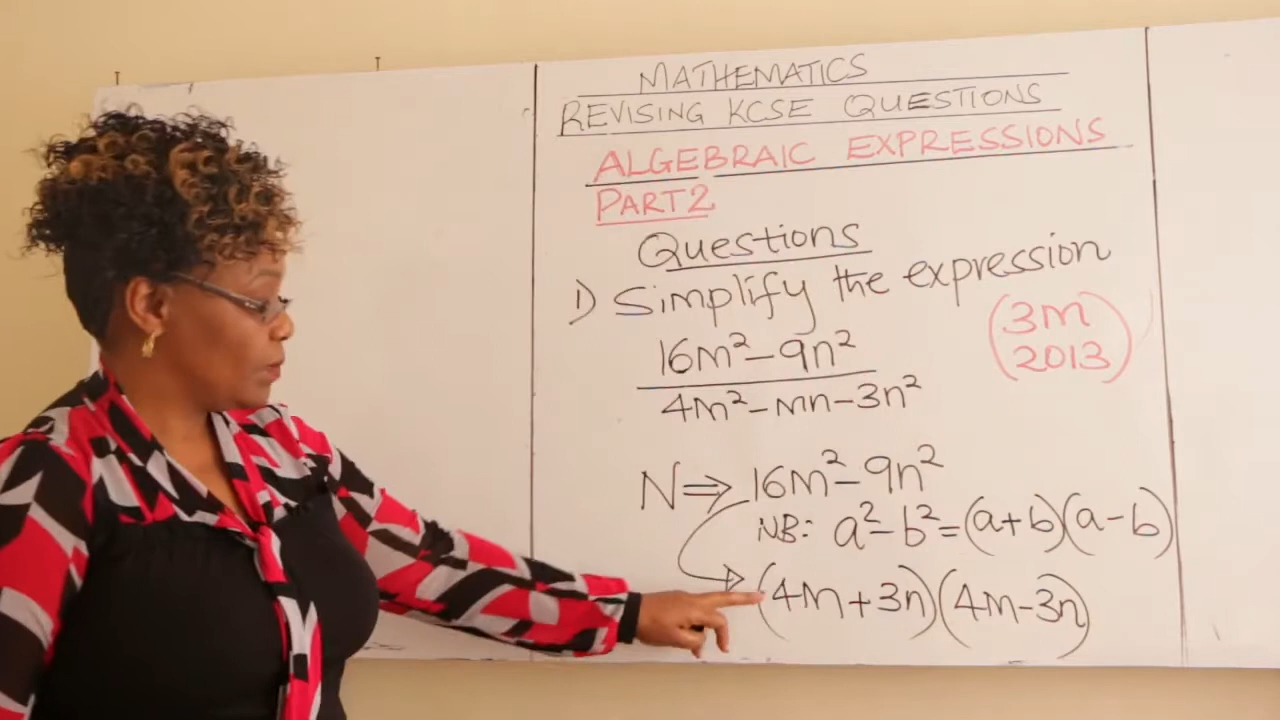 MATHEMATICS
REVISING KCSE QUESTIONS
ALGEBRAIC EXPRESSIONS
PART 2
Questions
1) Simplify the expression
(3m
2013)
16m²-9n²
4m²-mn-3n²
N⇒16m²-9n²
NB: a²-b²=(a+b)(a-b)
(4m+3n)(4m-3n)